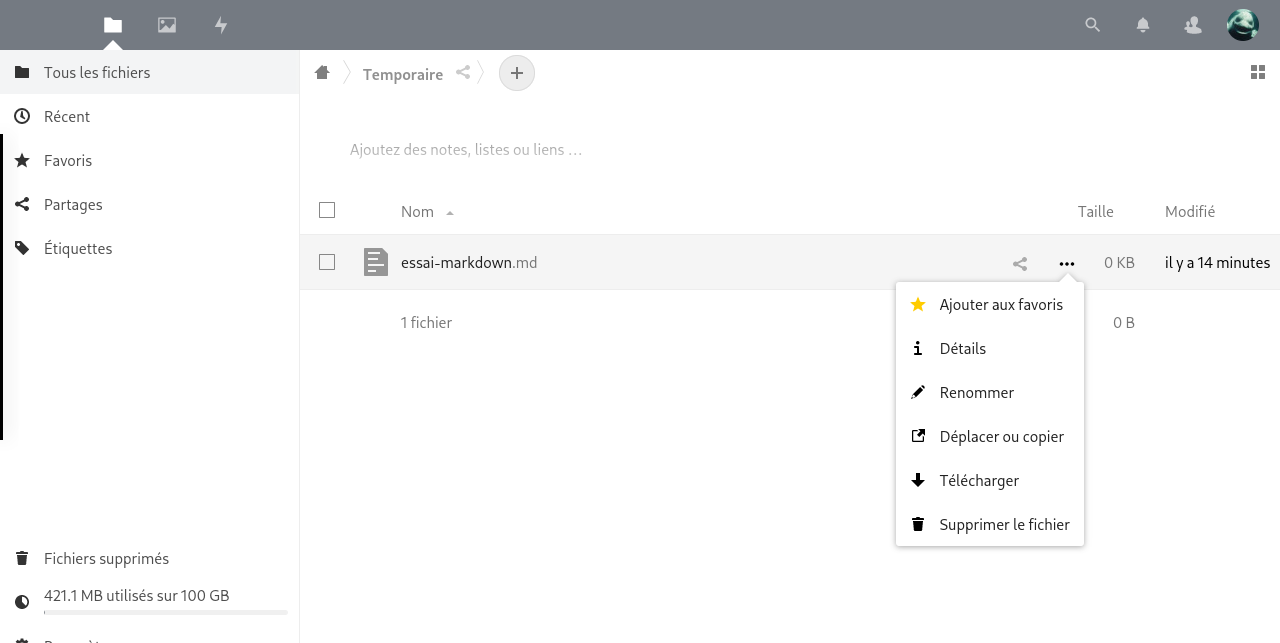 Tous les fichiers
Récent
Favoris
Partages
Étiquettes
Fichiers supprimés
421.1 MB utilisés sur 100 GB
Temporaire
Ajoutez des notes, listes ou liens …
Nom Taille Modifié
essai-markdown.md 0 KB il y a 14 minutes
1 fichier 0 B
Ajouter aux favoris
Détails
Renommer
Déplacer ou copier
Télécharger
Supprimer le fichier